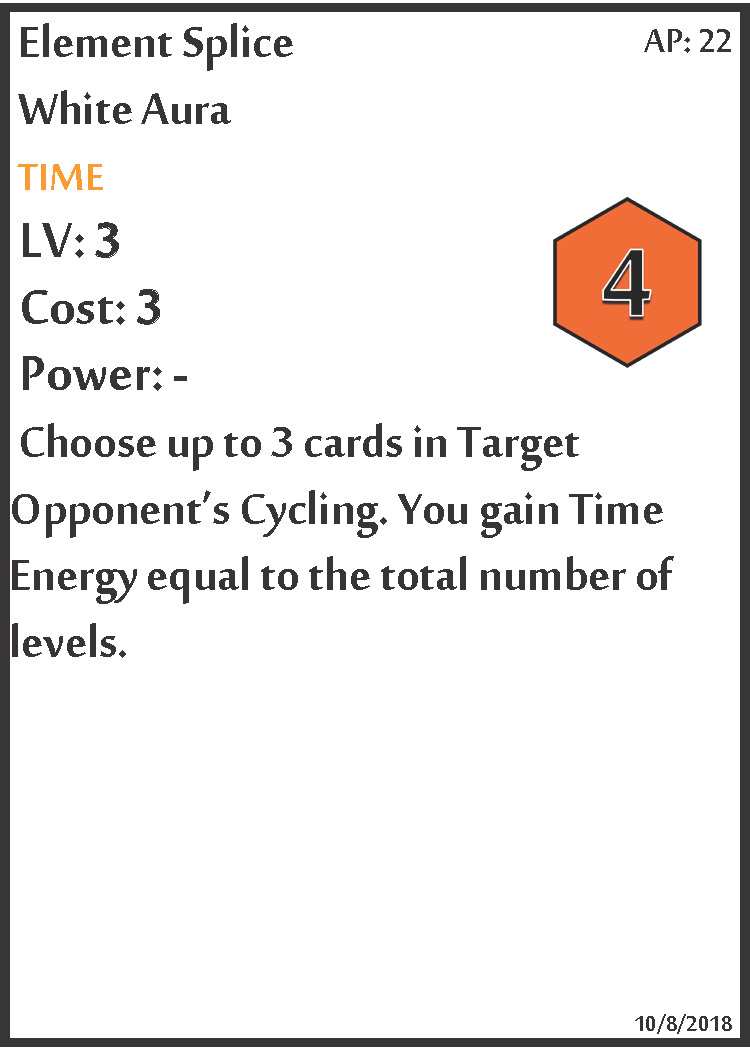 Element Splice
AP: 22
White Aura
TIME
LV: 3
4
Cost: 3
Power: -
Choose up to 3 cards in Target
Opponent's Cycling. You gain Time
Energy equal to the total number of
levels.
10/8/2018